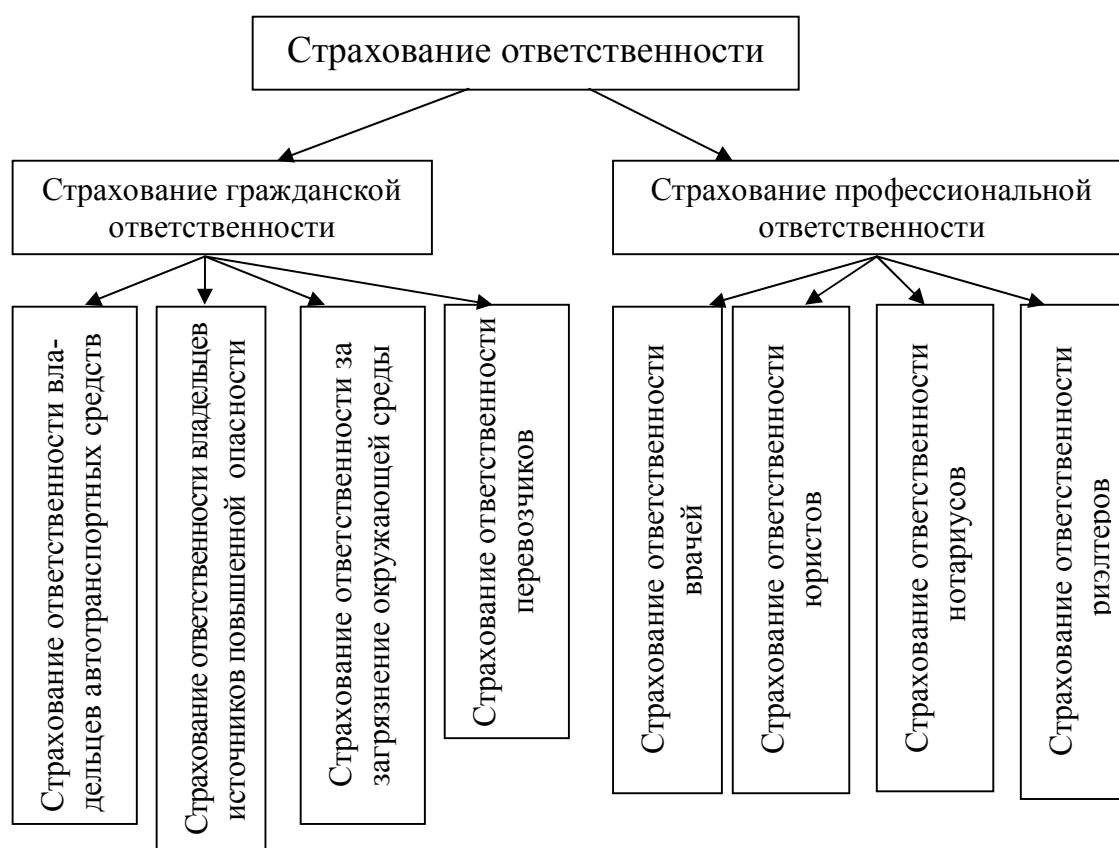 Страхование ответственности
Страхование гражданской
ответственности
Страхование профессиональной
ответственности
Страхование ответственности вла-
дельцев автотранспортных средств
Страхование ответственности владельцев
источников повышенной опасности
Страхование ответственности за
загрязнение окружающей среды
Страхование ответственности
перевозчиков
Страхование ответственности
врачей
Страхование ответственности
юристов
Страхование ответственности
нотариусов
Страхование ответственности
риэлтеров